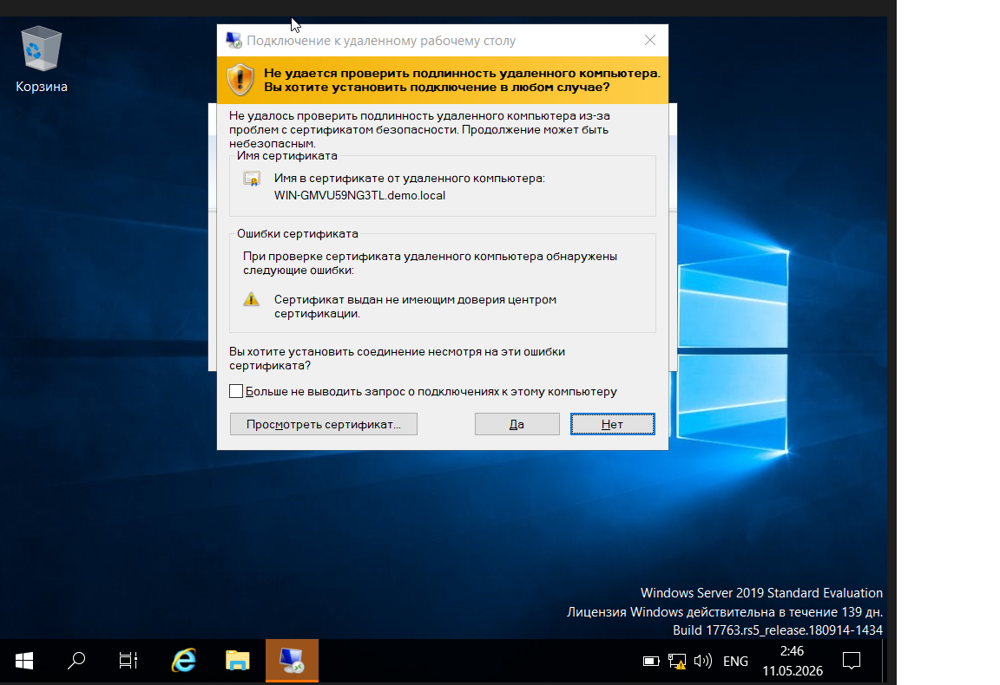 Корзина
Подключение к удаленному рабочему столу
Не удается проверить подлинность удаленного компьютера.
Вы хотите установить подключение в любом случае?
Не удалось проверить подлинность удаленного компьютера из-за
проблем с сертификатом безопасности. Продолжение может быть
небезопасным.
Имя сертификата
Имя в сертификате от удаленного компьютера:
WIN-GMVU59NG3TL.demo.local
Ошибки сертификата
При проверке сертификата удаленного компьютера обнаружены
следующие ошибки:
Сертификат выдан не имеющим доверия центром
сертификации.
Вы хотите установить соединение несмотря на эти ошибки
сертификата?
Больше не выводить запрос о подключениях к этому компьютеру
Просмотреть сертификат...
Да
Нет
Windows Server 2019 Standard Evaluation
Лицензия Windows действительна в течение 139 дн.
Build 17763.rs5_release.180914-1434
ENG
2:46
11.05.2026